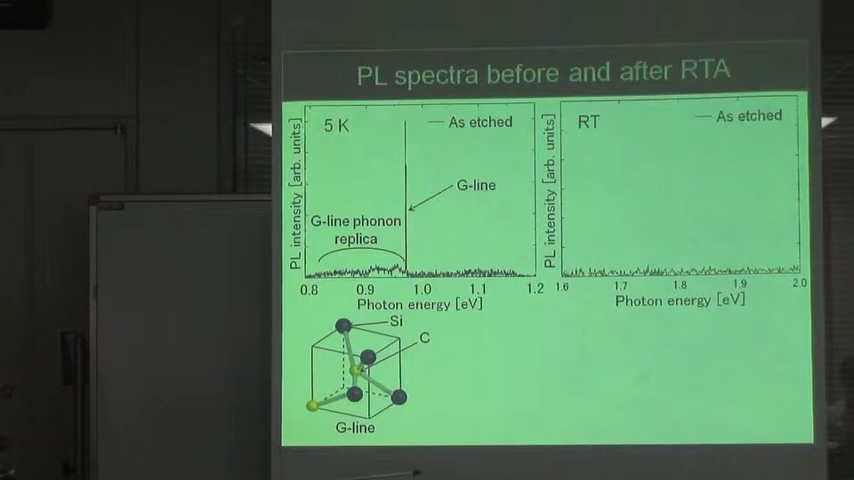 PL spectra before and after RTA
5 K
As etched
G-line
G-line phonon
replica
PL intensity [arb. units]
0.8 0.9 1.0 1.1 1.2
Photon energy [eV]
RT
As etched
PL intensity [arb. units]
1.6 1.7 1.8 1.9 2.0
Photon energy [eV]
Si
C
G-line